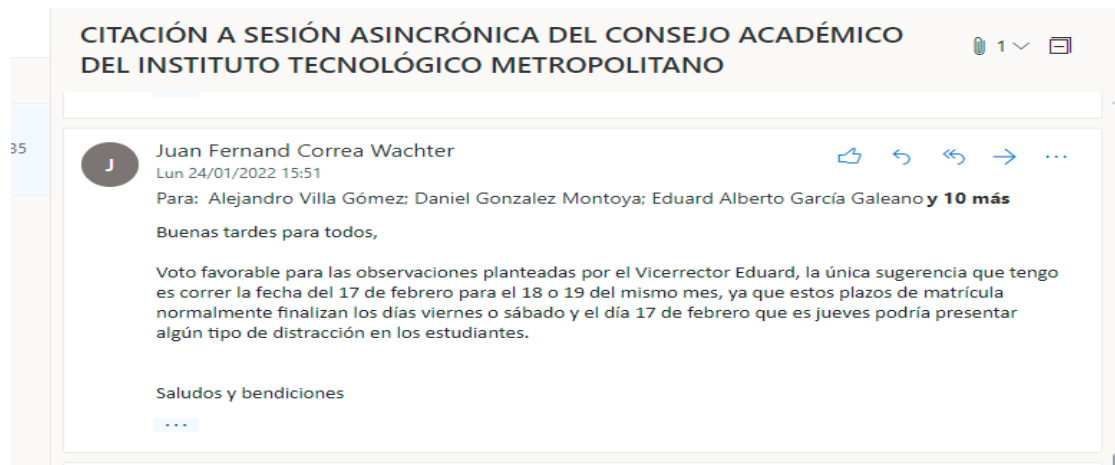 CITACIÓN A SESIÓN ASINCRÓNICA DEL CONSEJO ACADÉMICO
DEL INSTITUTO TECNOLÓGICO METROPOLITANO
1
35
J
Juan Fernand Correa Wachter
Lun 24/01/2022 15:51
Para: Alejandro Villa Gómez; Daniel Gonzalez Montoya; Eduard Alberto García Galeano y 10 más
Buenas tardes para todos,
Voto favorable para las observaciones planteadas por el Vicerrector Eduard, la única sugerencia que tengo
es correr la fecha del 17 de febrero para el 18 o 19 del mismo mes, ya que estos plazos de matrícula
normalmente finalizan los días viernes o sábado y el día 17 de febrero que es jueves podría presentar
algún tipo de distracción en los estudiantes.
Saludos y bendiciones